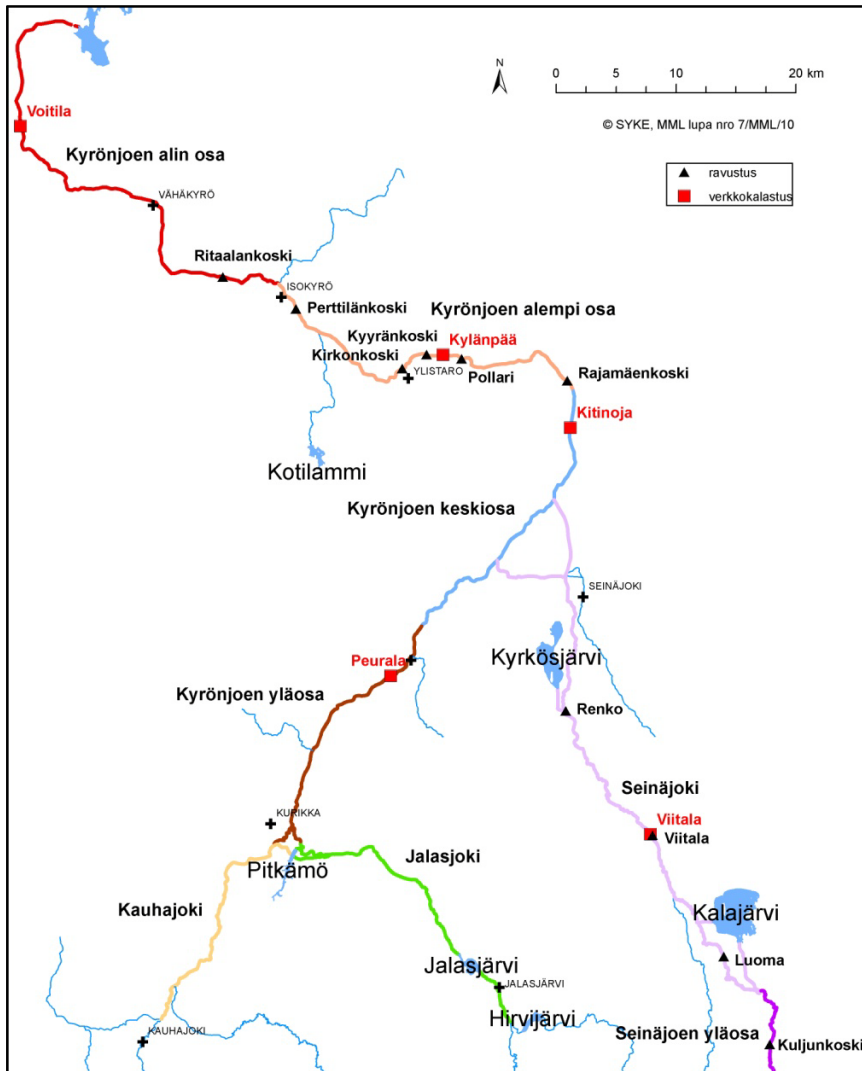 N
0 5 10 20 km
© SYKE, MML lupa nro 7/MML/10
ravustus
verkkokalastus
Voitila
Kyrönjoen alin osa
VÄHÄKYRÖ
Ritaalankoski
ISOKYRÖ
Perttilänkoski
Kyrönjoen alempi osa
Kyyränkoski
Kylänpää
Kirkonkoski
YLISTARO
Pollari
Rajamäenkoski
Kitinoja
Kotilammi
Kyrönjoen keskiosa
SEINÄJOKI
Kyrkösjärvi
Peurala
Kyrönjoen yläosa
Renko
Seinäjoki
KURIKKA
Viitala
Viitala
Jalasjoki
Pitkämö
Kauhajoki
Kalajärvi
Luoma
Jalasjärvi
JALASJÄRVI
Hirvijärvi
Seinäjoen yläosa
KAUHAJOKI
Kuljunkoski